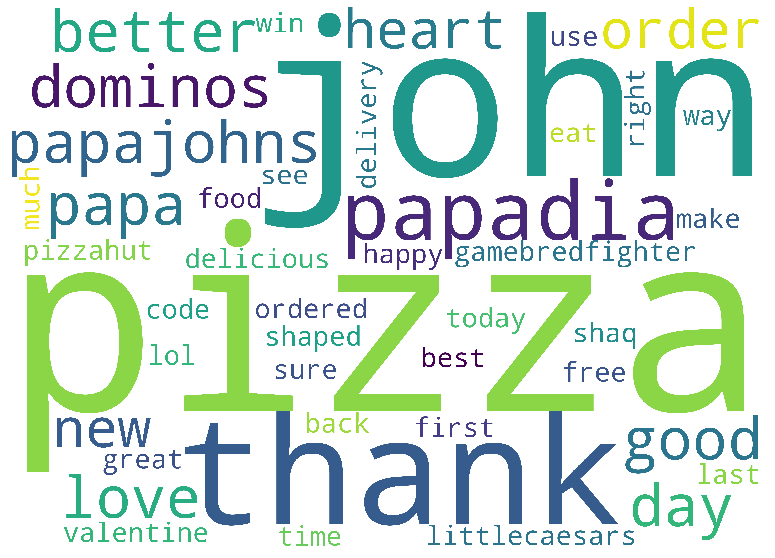 better
win
john
heart
use
order
dominos
delivery
right
way
eat
papajohns
see
much
papa
food
papadia
make
pizzahut
delicious
happy
gamebredfighter
pizza
code
ordered
today
shaq
lol
shaped
sure
best
free
new
thank
back
first
good
great
last
love
day
valentine
time
littlecaesars